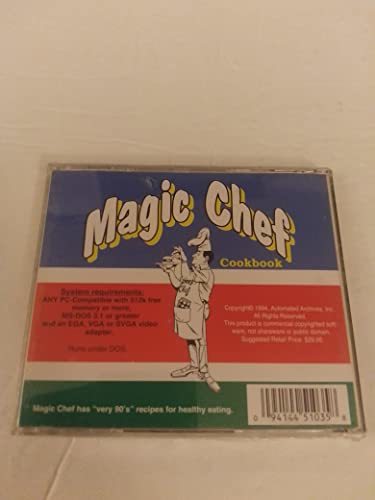 Magic Chef
Cookbook
System requirements:
ANY PC-Compatible with 512k free
memory or more,
MS-DOS 3.1 or greater
and an EGA, VGA or SVGA video
adapter.
Runs under DOS.
Copyright© 1994, Automated Archives, Inc.
All Rights Reserved.
This product is commercial copyrighted soft-
ware, not shareware or public domain.
Suggested Retail Price: $29.95
Magic Chef has "very 90's" recipes for healthy eating.
0 94144 51035 8